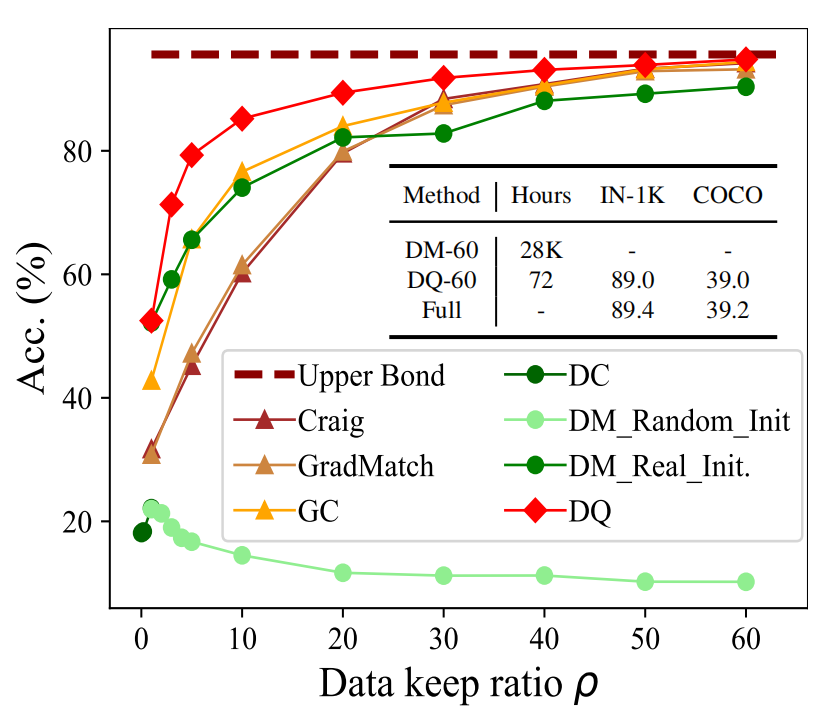 Acc. (%)
80
60
40
20
Method Hours IN-1K COCO
DM-60 28K - -
DQ-60 72 89.0 39.0
Full - 89.4 39.2
Upper Bond
Craig
GradMatch
GC
DC
DM_Random_Init
DM_Real_Init.
DQ
0 10 20 30 40 50 60
Data keep ratio ρ